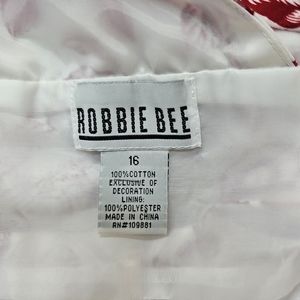 ROBBIE BEE
16
100%COTTON
EXCLUSIVE OF
DECORATION
LINING:
100%POLYESTER
MADE IN CHINA
RN#109881